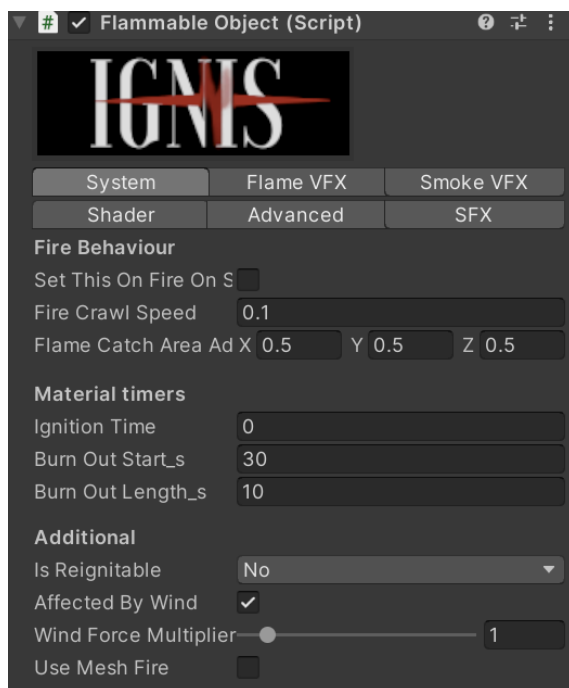 # Flammable Object (Script)
IGNIS
System Flame VFX Smoke VFX
Shader Advanced SFX
Fire Behaviour
Set This On Fire On S
Fire Crawl Speed 0.1
Flame Catch Area Ad X 0.5 Y 0.5 Z 0.5
Material timers
Ignition Time 0
Burn Out Start_s 30
Burn Out Length_s 10
Additional
Is Reignitable No
Affected By Wind
Wind Force Multiplier 1
Use Mesh Fire